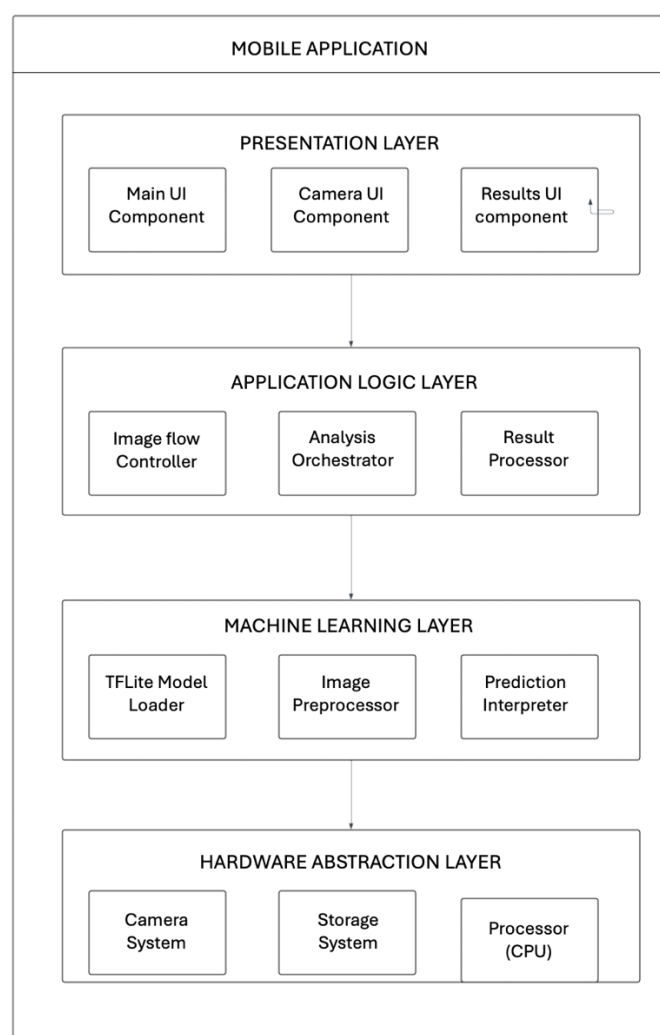 MOBILE APPLICATION
PRESENTATION LAYER
Main UI
Component
Camera UI
Component
Results UI
component
APPLICATION LOGIC LAYER
Image flow
Controller
Analysis
Orchestrator
Result
Processor
MACHINE LEARNING LAYER
TFLite Model
Loader
Image
Preprocessor
Prediction
Interpreter
HARDWARE ABSTRACTION LAYER
Camera
System
Storage
System
Processor
(CPU)